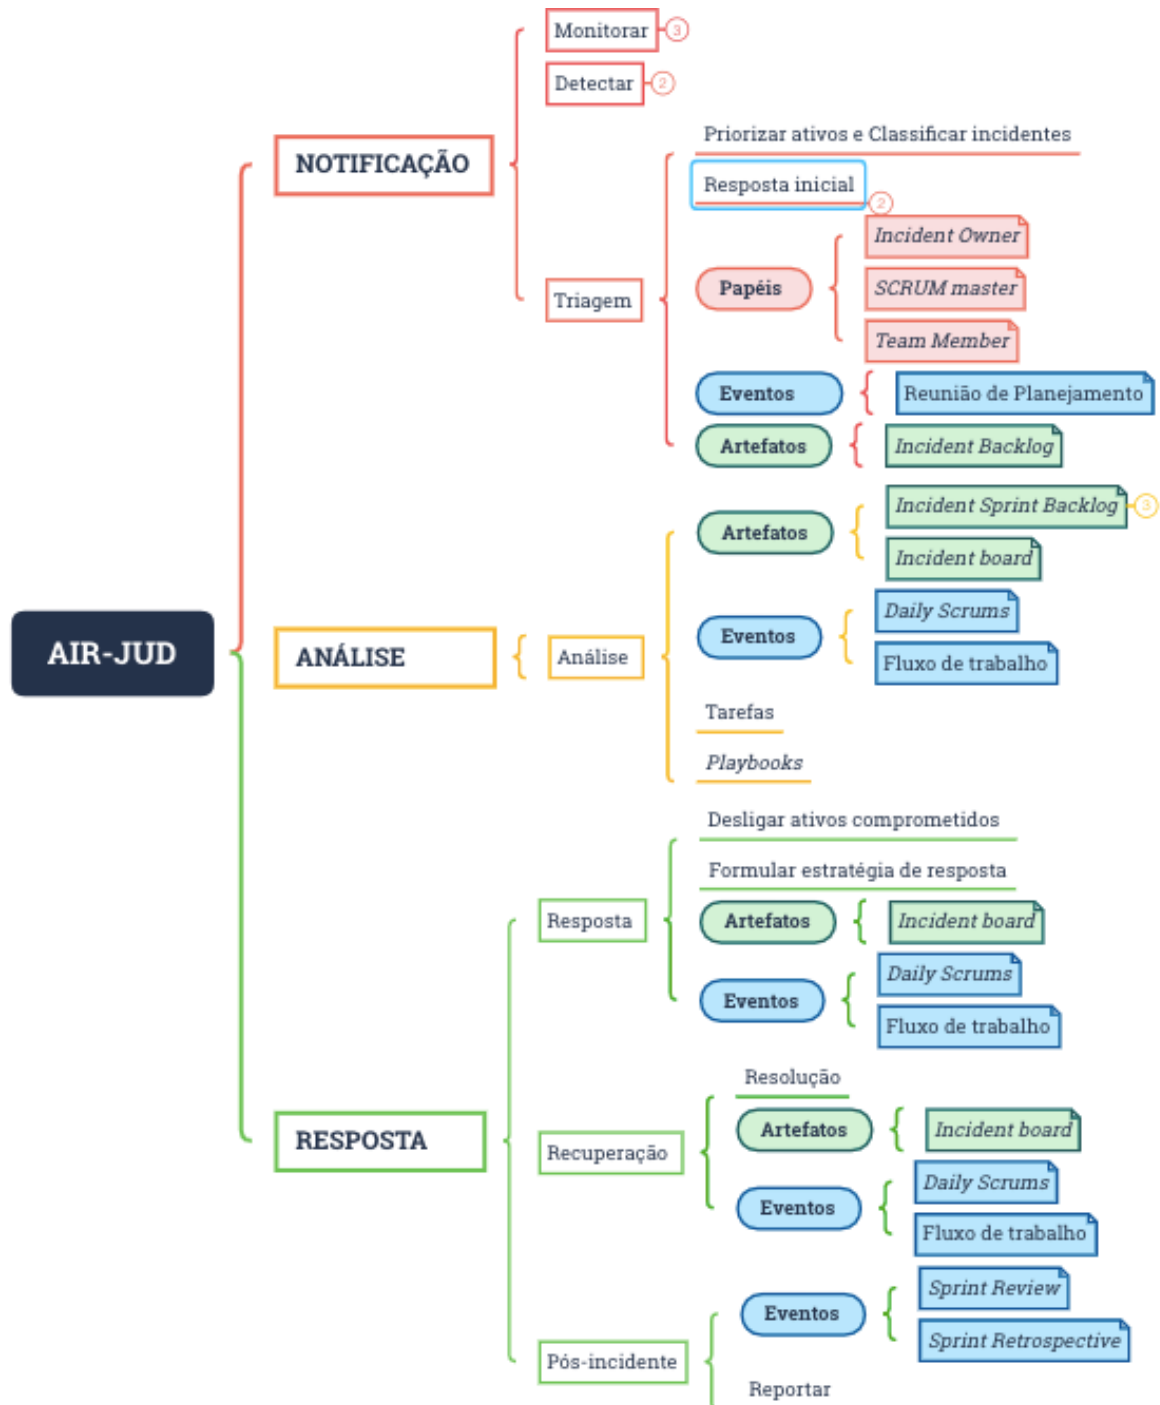 Monitorar
3
Detectar
2
Priorizar ativos e Classificar incidentes
NOTIFICAÇÃO
Resposta inicial
2
Incident Owner
Papéis
SCRUM master
Triagem
Team Member
Eventos
Reunião de Planejamento
Artefatos
Incident Backlog
Incident Sprint Backlog
3
Artefatos
Incident board
Daily Scrums
Eventos
AIR-JUD
ANÁLISE
Análise
Fluxo de trabalho
Tarefas
Playbooks
Desligar ativos comprometidos
Formular estratégia de resposta
Resposta
Artefatos
Incident board
Daily Scrums
Eventos
Fluxo de trabalho
Resolução
RESPOSTA
Artefatos
Incident board
Recuperação
Daily Scrums
Eventos
Fluxo de trabalho
Sprint Review
Eventos
Sprint Retrospective
Pós-incidente
Reportar